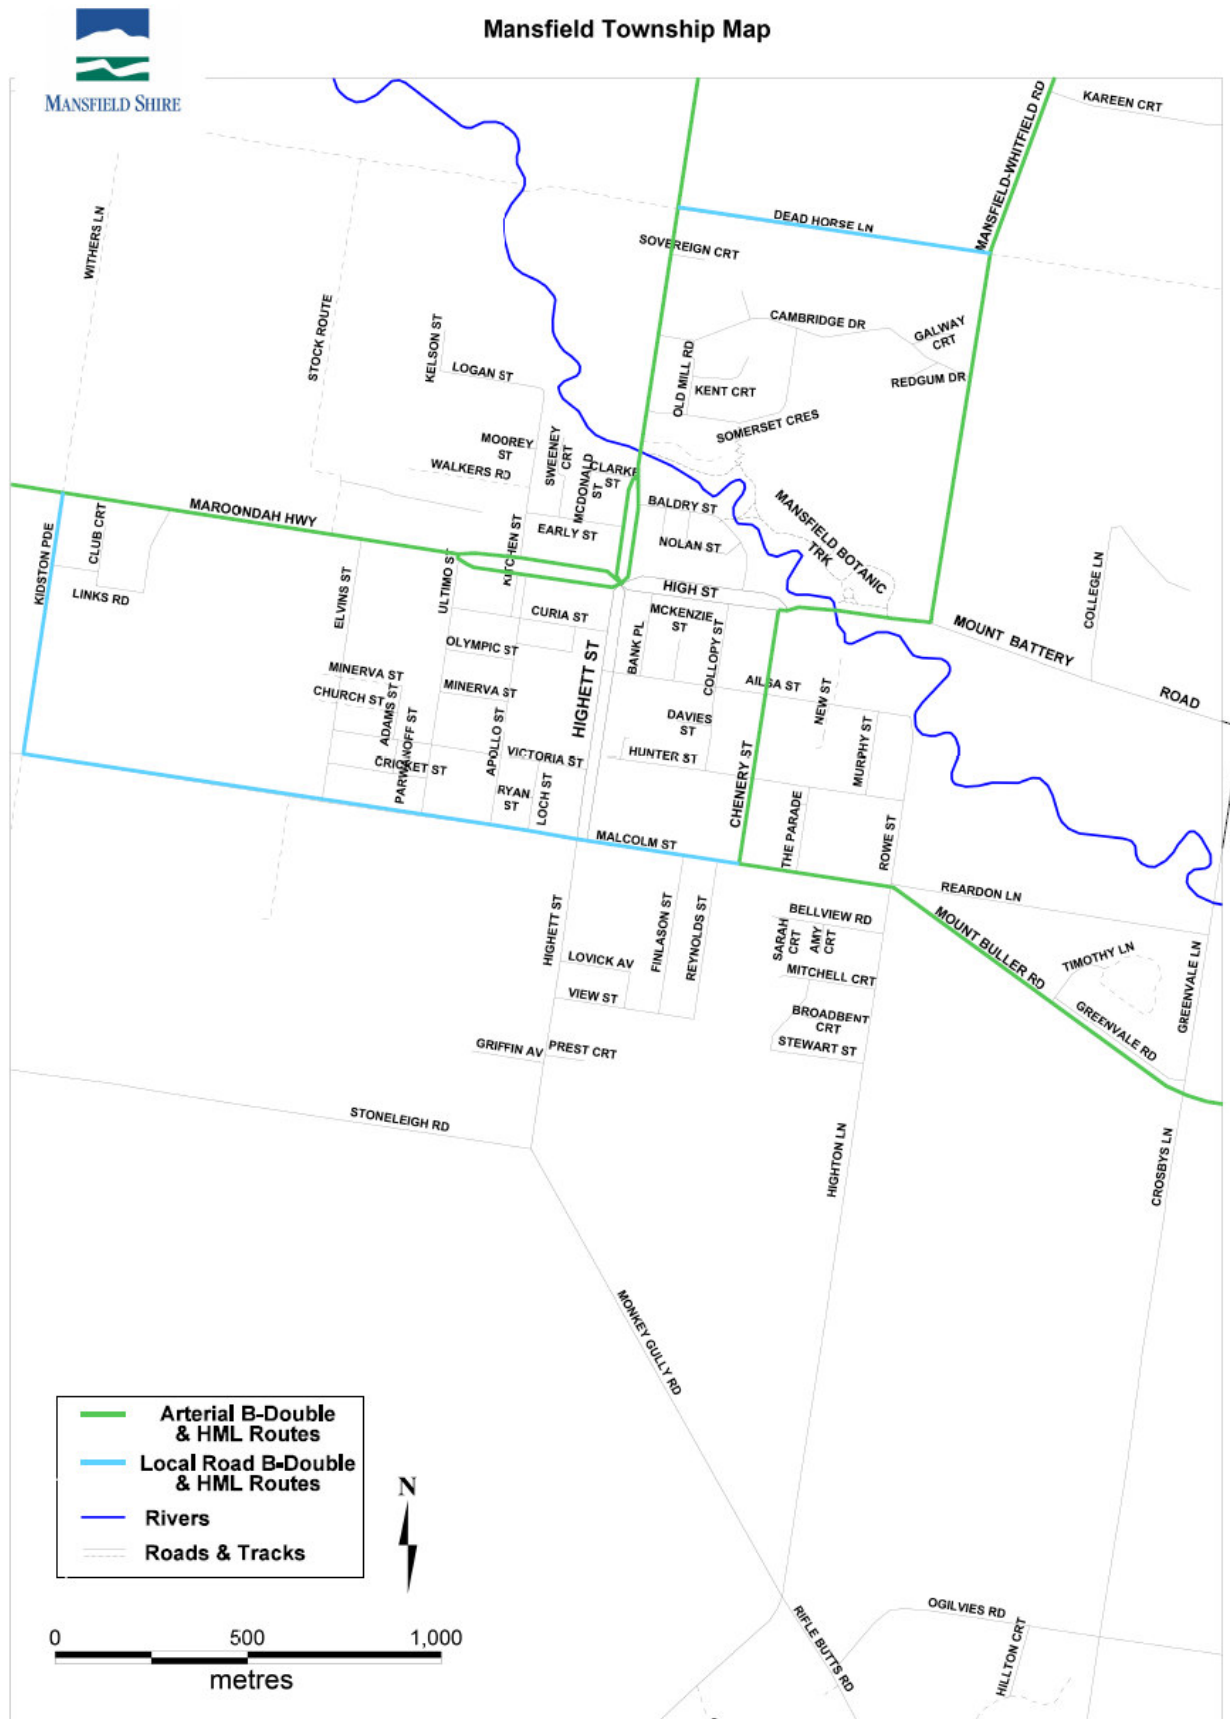 Mansfield Township Map
MANSFIELD SHIRE
KAREEN CRT
MANSFIELD-WHITFIELD RD
DEAD HORSE LN
WITHERS LN
SOVEREIGN CRT
STOCK ROUTE
KELSON ST
CAMBRIDGE DR
GALWAY
CRT
LOGAN ST
OLD MILL RD
REDGUM DR
KENT CRT
SOMERSET CRES
MOOREY
ST
SWEENEY
CRT
WALKERS RD
MCDONALD
ST
CLARKE
ST
MAROONDAH HWY
BALDRY ST
MANSFIELD BOTANIC
TRK
CLUB CRT
KIDSTON PDE
EARLY ST
KITCHEN ST
NOLAN ST
LINKS RD
ELVINS ST
ULTIMO ST
HIGH ST
COLLEGE LN
CURIA ST
MCKENZIE
ST
MOUNT BATTERY
ROAD
BANK PL
COLLOPY ST
OLYMPIC ST
HIGHETT ST
MINERVA ST
CHURCH ST
MINERVA ST
AILSA ST
NEW ST
ADAMS ST
PARWANOFF ST
APOLLO ST
DAVIES
ST
MURPHY ST
VICTORIA ST
HUNTER ST
CHENERY ST
CRICKET ST
RYAN
ST
LOCH ST
THE PARADE
ROWE ST
MALCOLM ST
REARDON LN
HIGHETT ST
FINLASON ST
REYNOLDS ST
BELLVIEW RD
SARAH
CRT
AMY
CRT
MOUNT BULLER RD
TIMOTHY LN
GREENVALE LN
LOVICK AV
MITCHELL CRT
VIEW ST
BROADBENT
CRT
GREENVALE RD
GRIFFIN AV
PREST CRT
STEWART ST
STONELEIGH RD
HIGHTON LN
CROSBYS LN
MONKEY GULLY RD
Arterial B-Double
& HML Routes
Local Road B-Double
& HML Routes
Rivers
Roads & Tracks
N
OGILVIES RD
RIFLE BUTTS RD
HILLTON CRT
0 500 1,000
metres